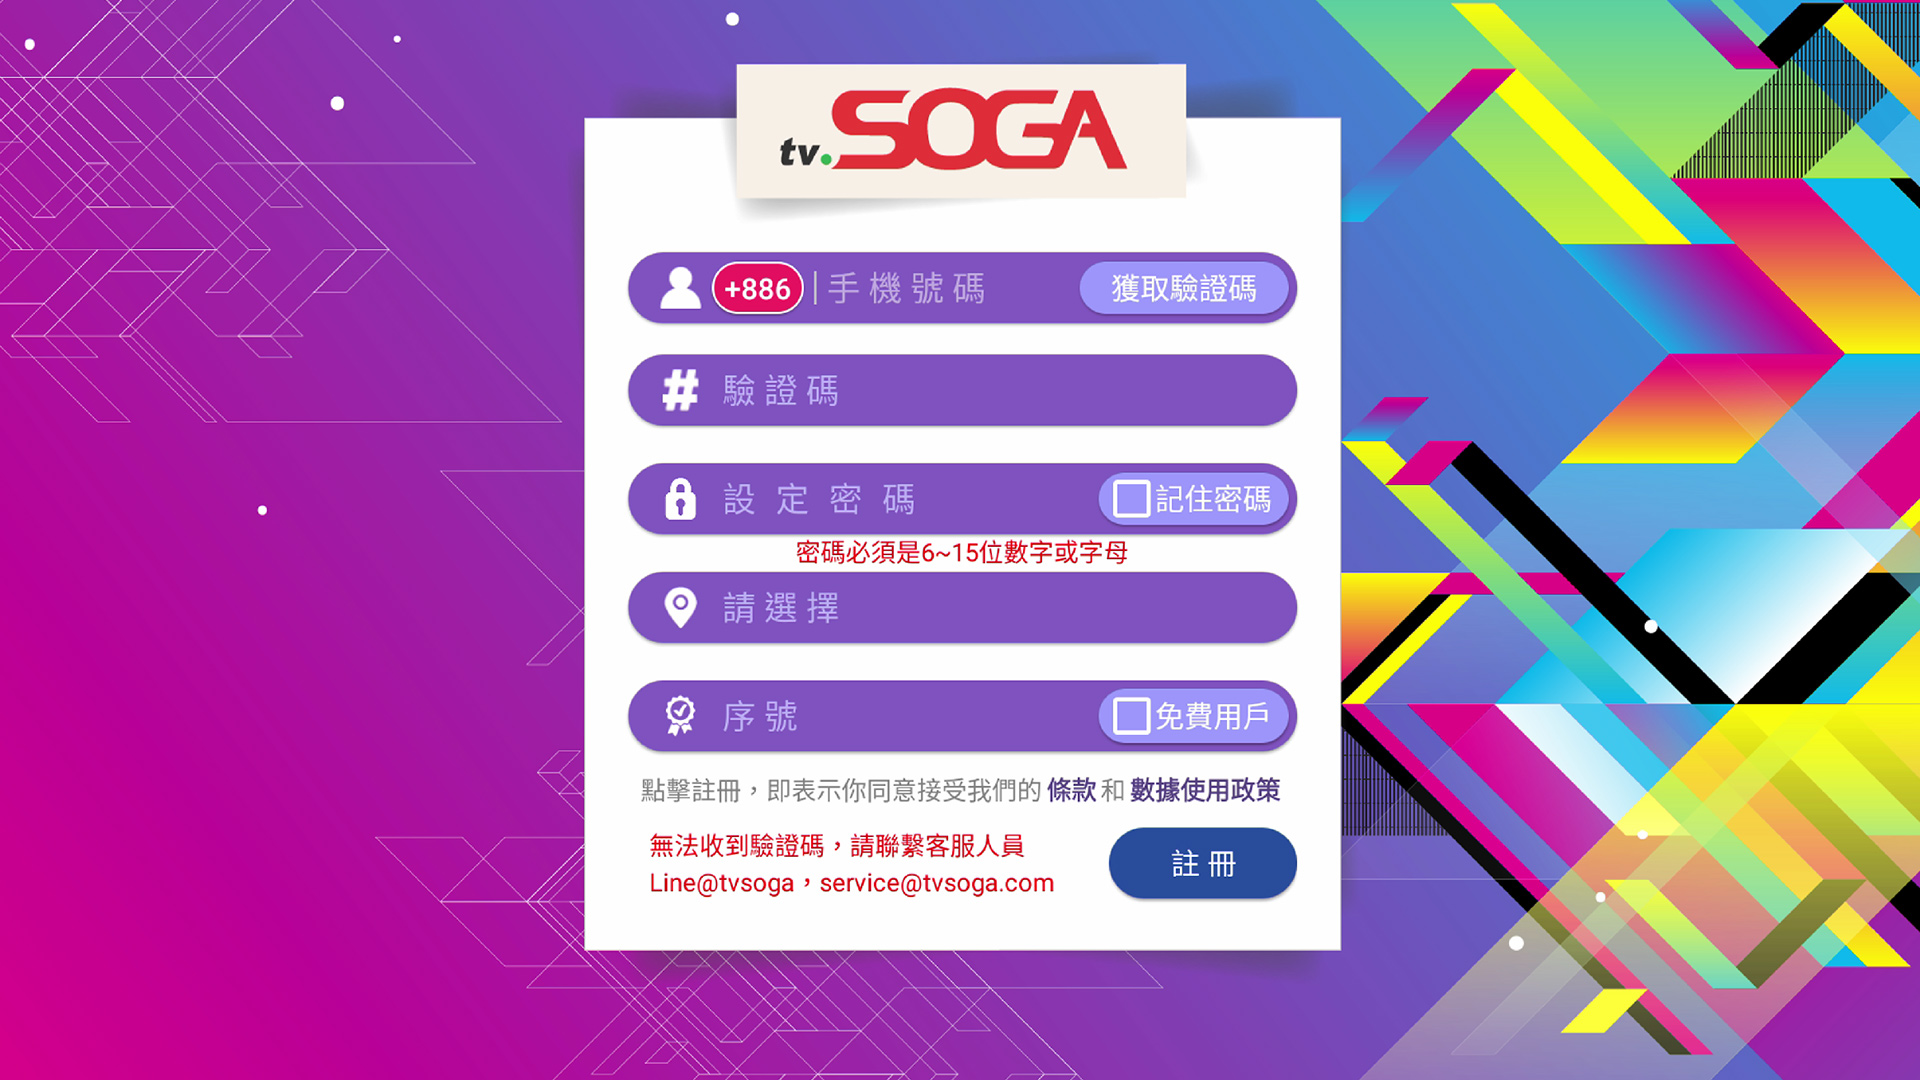 tv.SOGA
+886 手機號碼 獲取驗證碼
# 驗證碼
設定密碼 記住密碼
密碼必須是6~15位數字或字母
請選擇
序號 免費用戶
點擊註冊，即表示你同意接受我們的 條款 和 數據使用政策
無法收到驗證碼，請聯繫客服人員
Line@tvsoga，service@tvsoga.com
註冊